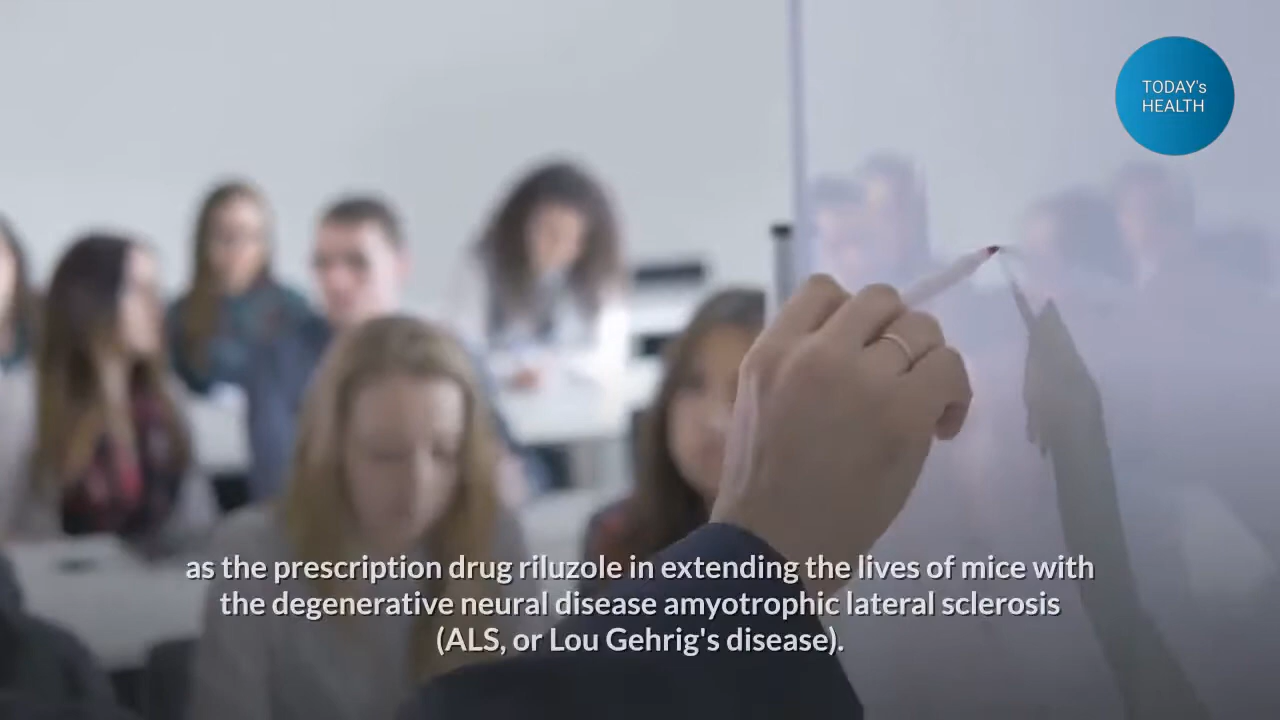 TODAY's
HEALTH
as the prescription drug riluzole in extending the lives of mice with
the degenerative neural disease amyotrophic lateral sclerosis
(ALS, or Lou Gehrig's disease).